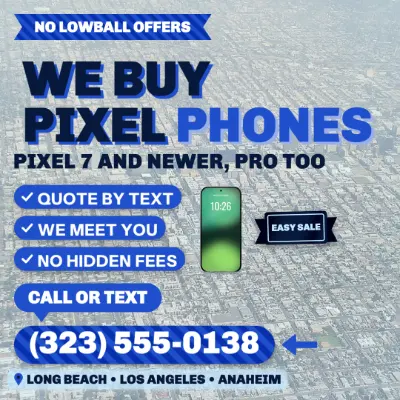 NO LOWBALL OFFERS
WE BUY
PIXEL PHONES
PIXEL 7 AND NEWER, PRO TOO
QUOTE BY TEXT
10:26
WE MEET YOU
EASY SALE
NO HIDDEN FEES
CALL OR TEXT
(323) 555-0138
LONG BEACH • LOS ANGELES • ANAHEIM